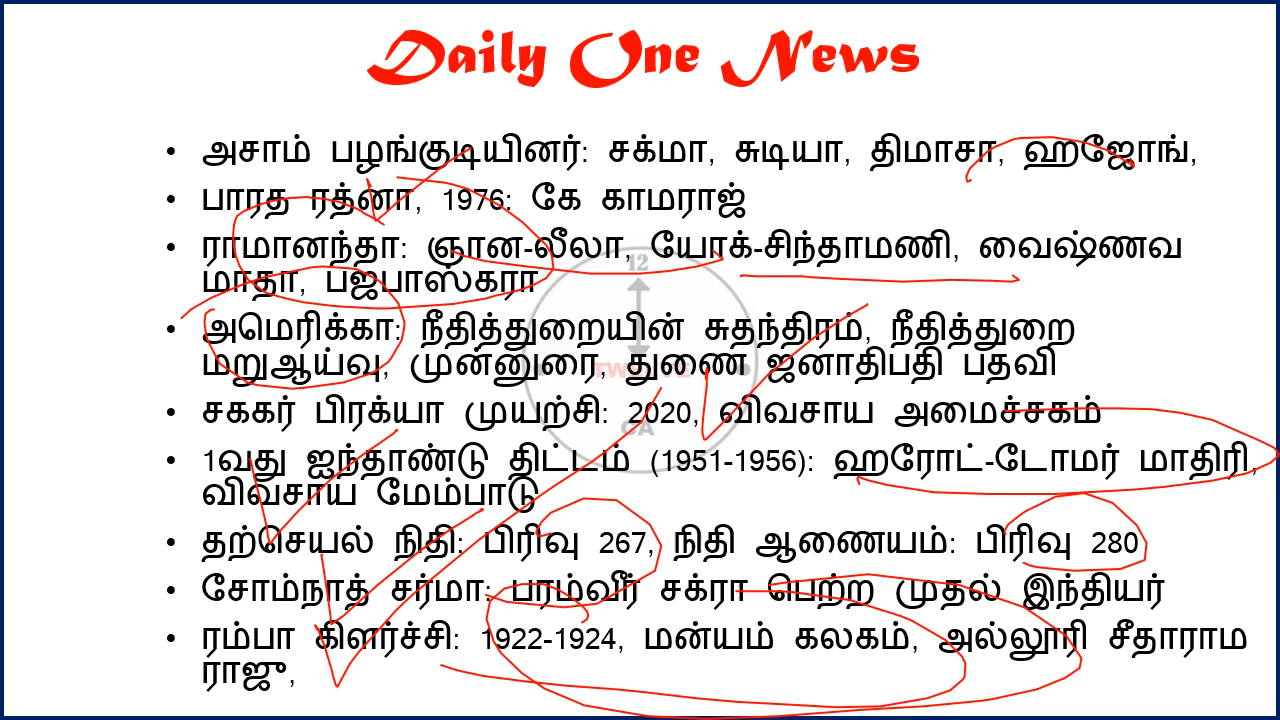 Daily One News
• அசாம் பழங்குடியினர்: சக்மா, சுடியா, திமாசா, ஹஜோங்,
• பாரத ரத்னா, 1976: கே காமராஜ்
• ராமானந்தா: ஞான-லீலா, யோக்-சிந்தாமணி, வைஷ்ணவ
மாதா, பஜபாஸ்கரா
• அமெரிக்கா: நீதித்துறையின் சுதந்திரம், நீதித்துறை
மறுஆய்வு, முன்னுரை, துணை ஜனாதிபதி பதவி
• சககர் பிரக்யா முயற்சி: 2020, விவசாய அமைச்சகம்
• 1வது ஐந்தாண்டு திட்டம் (1951-1956): ஹரோட்-டோமர் மாதிரி,
விவசாய மேம்பாடு
• தற்செயல் நிதி: பிரிவு 267, நிதி ஆணையம்: பிரிவு 280
• சோம்நாத் சர்மா: பரம்வீர் சக்ரா பெற்ற முதல் இந்தியர்
• ரம்பா கிளர்ச்சி: 1922-1924, மன்யம் கலகம், அல்லூரி சீதாராம
ராஜு,
12
TWELVE
CA